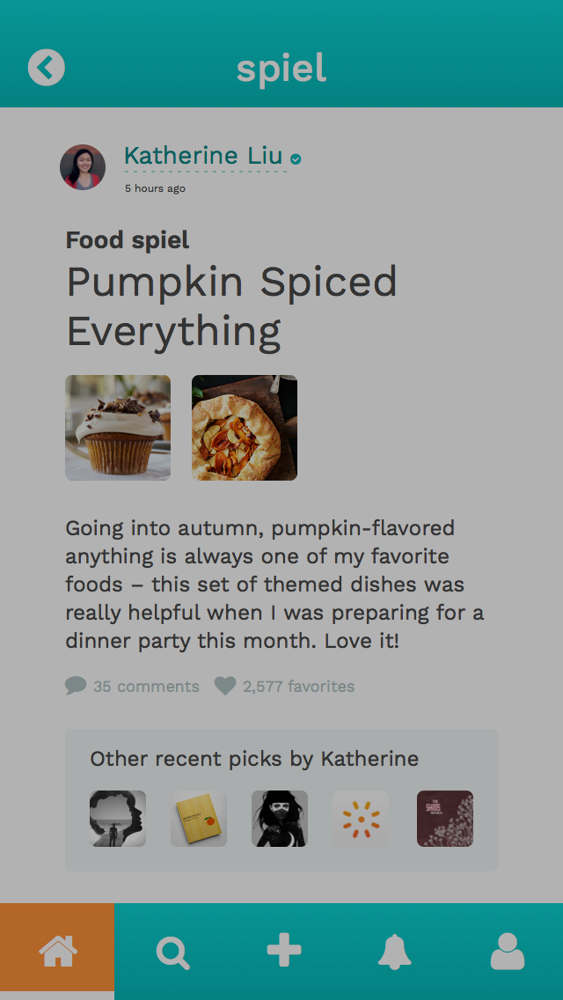 spiel
Katherine Liu
5 hours ago
Food spiel
Pumpkin Spiced
Everything
Going into autumn, pumpkin-flavored
anything is always one of my favorite
foods – this set of themed dishes was
really helpful when I was preparing for a
dinner party this month. Love it!
35 comments 2,577 favorites
Other recent picks by Katherine
THE
SHINS